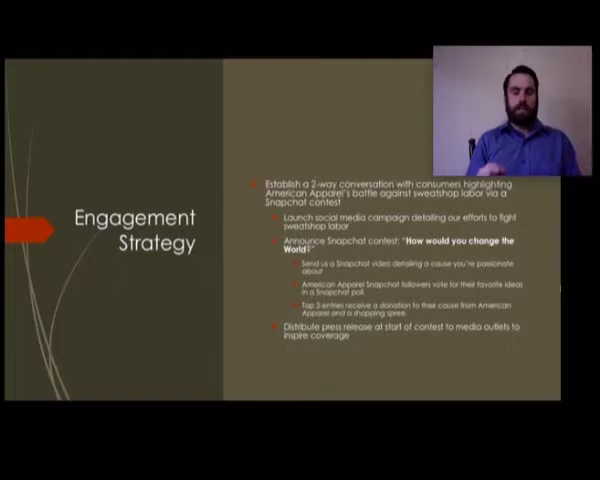 Engagement
Strategy
Establish a 2-way conversation with consumers highlighting
American Apparel's battle against sweatshop labor via a
Snapchat contest
Launch social media campaign detailing our efforts to fight
sweatshop labor
Announce Snapchat contest: "How would you change the
World?"
Send us a Snapchat video detailing a cause you're passionate
about
American Apparel Snapchat followers vote for their favorite ideas
in a Snapchat poll.
Top 3 entries receive a donation to their cause from American
Apparel and a shopping spree.
Distribute press release at start of contest to media outlets to
inspire coverage